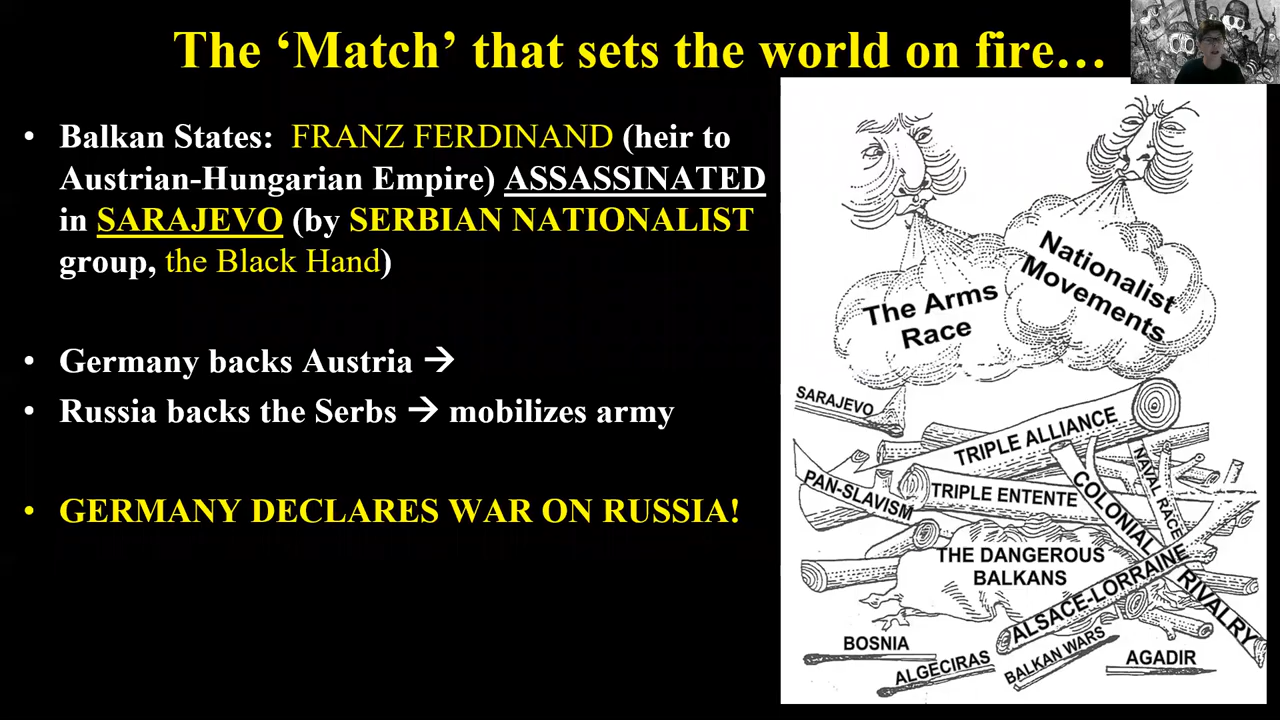 The ‘Match’ that sets the world on fire…
• Balkan States:  FRANZ FERDINAND (heir to
Austrian-Hungarian Empire) ASSASSINATED
in SARAJEVO (by SERBIAN NATIONALIST
group, the Black Hand)
• Germany backs Austria →
• Russia backs the Serbs → mobilizes army
• GERMANY DECLARES WAR ON RUSSIA!
Nationalist
Movements
The Arms
Race
SARAJEVO
TRIPLE ALLIANCE
NAVAL RACE
PAN-SLAVISM
TRIPLE ENTENTE
COLONIAL RIVALRY
THE DANGEROUS
BALKANS
ALSACE-LORRAINE
BOSNIA
ALGECIRAS
BALKAN WARS
AGADIR